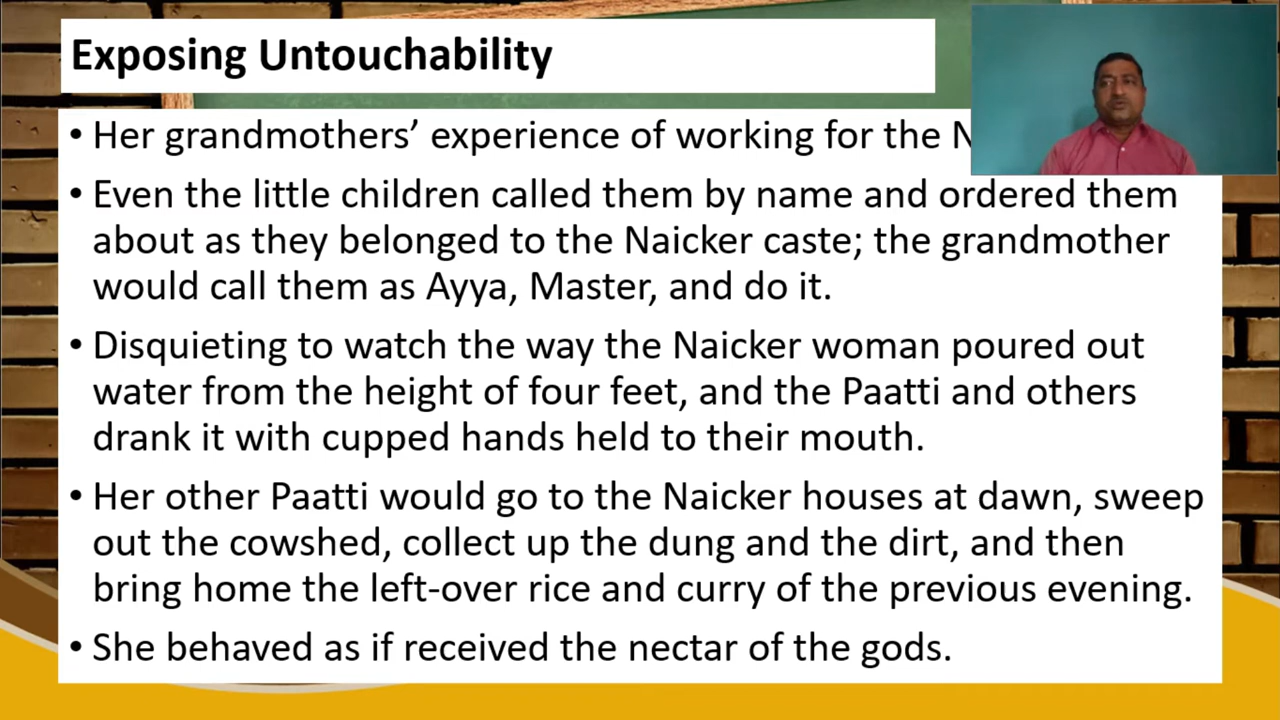 Exposing Untouchability
• Her grandmothers’ experience of working for the
• Even the little children called them by name and ordered them
about as they belonged to the Naicker caste; the grandmother
would call them as Ayya, Master, and do it.
• Disquieting to watch the way the Naicker woman poured out
water from the height of four feet, and the Paatti and others
drank it with cupped hands held to their mouth.
• Her other Paatti would go to the Naicker houses at dawn, sweep
out the cowshed, collect up the dung and the dirt, and then
bring home the left-over rice and curry of the previous evening.
• She behaved as if received the nectar of the gods.